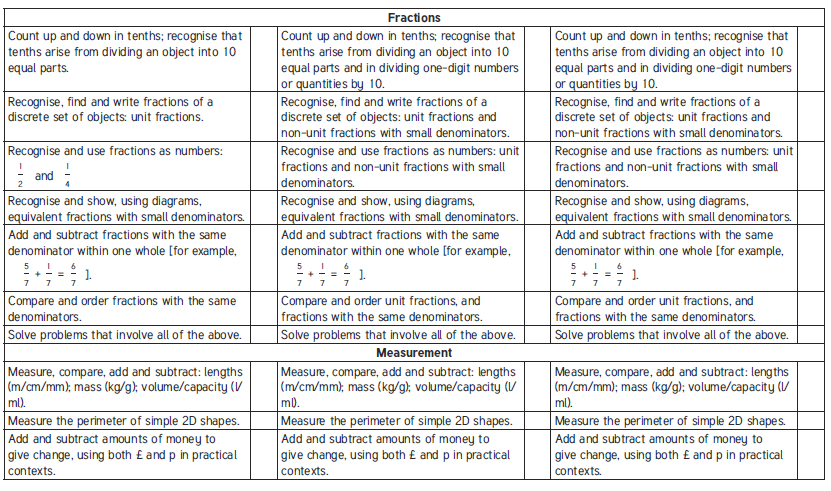 Fractions
Count up and down in tenths; recognise that
tenths arise from dividing an object into 10
equal parts.
Count up and down in tenths; recognise that
tenths arise from dividing an object into 10
equal parts and in dividing one-digit numbers
or quantities by 10.
Count up and down in tenths; recognise that
tenths arise from dividing an object into 10
equal parts and in dividing one-digit numbers
or quantities by 10.
Recognise, find and write fractions of a
discrete set of objects: unit fractions.
Recognise, find and write fractions of a
discrete set of objects: unit fractions and
non-unit fractions with small denominators.
Recognise, find and write fractions of a
discrete set of objects: unit fractions and
non-unit fractions with small denominators.
Recognise and use fractions as numbers:
1/2 and 1/4
Recognise and use fractions as numbers: unit
fractions and non-unit fractions with small
denominators.
Recognise and use fractions as numbers: unit
fractions and non-unit fractions with small
denominators.
Recognise and show, using diagrams,
equivalent fractions with small denominators.
Recognise and show, using diagrams,
equivalent fractions with small denominators.
Recognise and show, using diagrams,
equivalent fractions with small denominators.
Add and subtract fractions with the same
denominator within one whole [for example,
5/7 + 1/7 = 6/7 ].
Add and subtract fractions with the same
denominator within one whole [for example,
5/7 + 1/7 = 6/7 ].
Add and subtract fractions with the same
denominator within one whole [for example,
5/7 + 1/7 = 6/7 ].
Compare and order fractions with the same
denominators.
Compare and order unit fractions, and
fractions with the same denominators.
Compare and order unit fractions, and
fractions with the same denominators.
Solve problems that involve all of the above.
Solve problems that involve all of the above.
Solve problems that involve all of the above.
Measurement
Measure, compare, add and subtract: lengths
(m/cm/mm); mass (kg/g); volume/capacity (l/
ml).
Measure, compare, add and subtract: lengths
(m/cm/mm); mass (kg/g); volume/capacity (l/
ml).
Measure, compare, add and subtract: lengths
(m/cm/mm); mass (kg/g); volume/capacity (l/
ml).
Measure the perimeter of simple 2D shapes.
Measure the perimeter of simple 2D shapes.
Measure the perimeter of simple 2D shapes.
Add and subtract amounts of money to
give change, using both £ and p in practical
contexts.
Add and subtract amounts of money to
give change, using both £ and p in practical
contexts.
Add and subtract amounts of money to
give change, using both £ and p in practical
contexts.